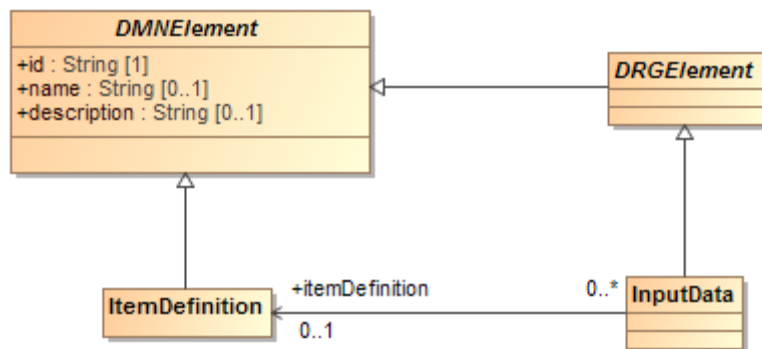 DMNElement
+id : String [1]
+name : String [0..1]
+description : String [0..1]
DRGElement
ItemDefinition
+itemDefinition
0..1
0..*
InputData